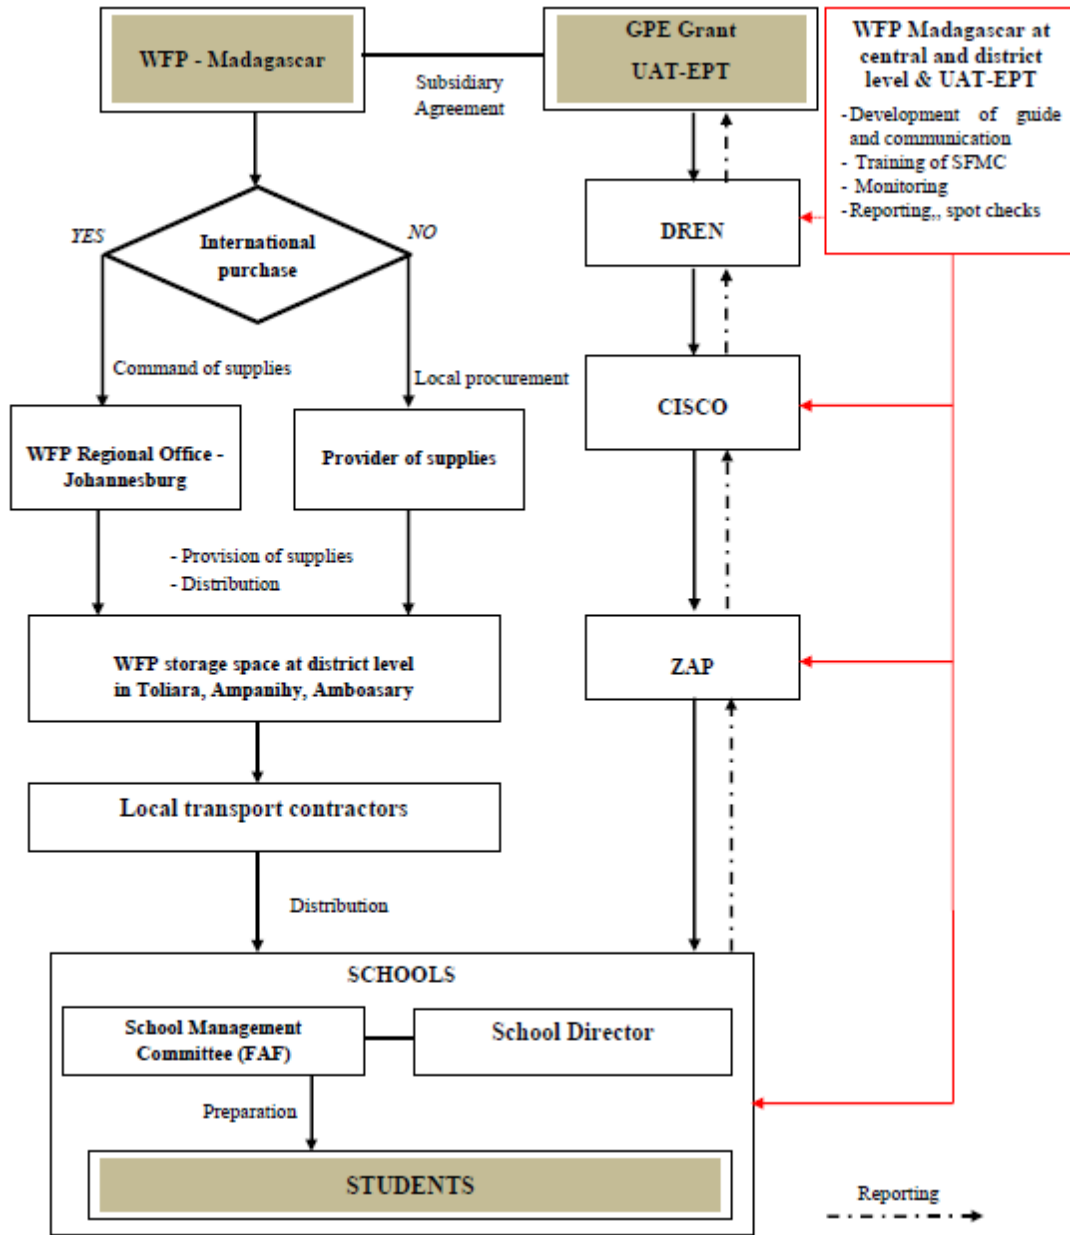 WFP - Madagascar
GPE Grant
UAT-EPT
Subsidiary
Agreement
WFP Madagascar at
central and district
level & UAT-EPT
-Development of guide
and communication
- Training of SFMC
- Monitoring
-Reporting,, spot checks
YES
NO
International
purchase
DREN
Command of supplies
Local procurement
CISCO
WFP Regional Office -
Johannesburg
Provider of supplies
- Provision of supplies
- Distribution
WFP storage space at district level
in Toliara, Ampanihy, Amboasary
ZAP
Local transport contractors
Distribution
SCHOOLS
School Management
Committee (FAF)
School Director
Preparation
STUDENTS
Reporting